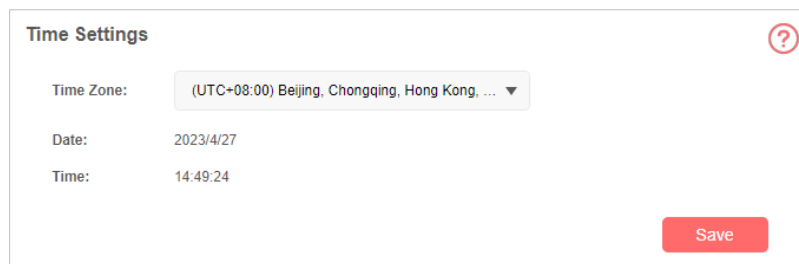 Time Settings
?
Time Zone: (UTC+08:00) Beijing, Chongqing, Hong Kong, ...
Date: 2023/4/27
Time: 14:49:24
Save